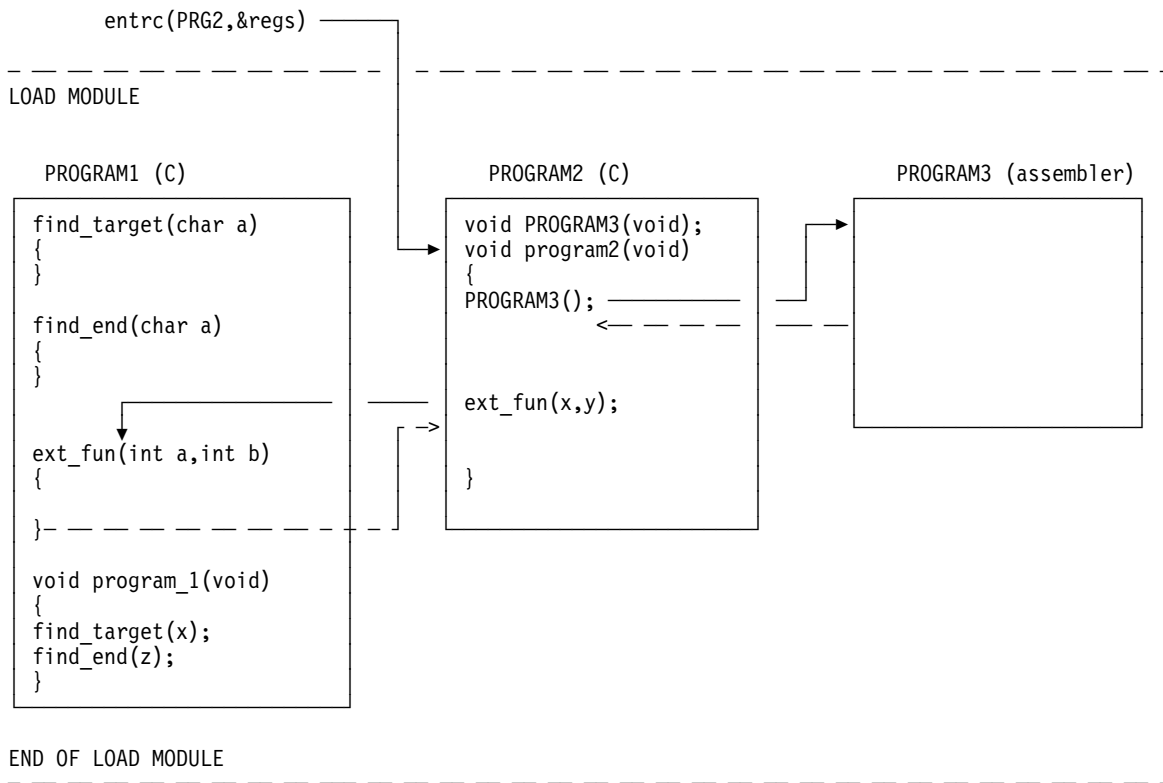 entrc(PRG2,&regs)
LOAD MODULE
PROGRAM1 (C)
find_target(char a)
{
}
find_end(char a)
{
}
ext_fun(int a,int b)
{
}
void program_1(void)
{
find_target(x);
find_end(z);
}
PROGRAM2 (C)
void PROGRAM3(void);
void program2(void)
{
PROGRAM3();
ext_fun(x,y);
}
PROGRAM3 (assembler)
END OF LOAD MODULE